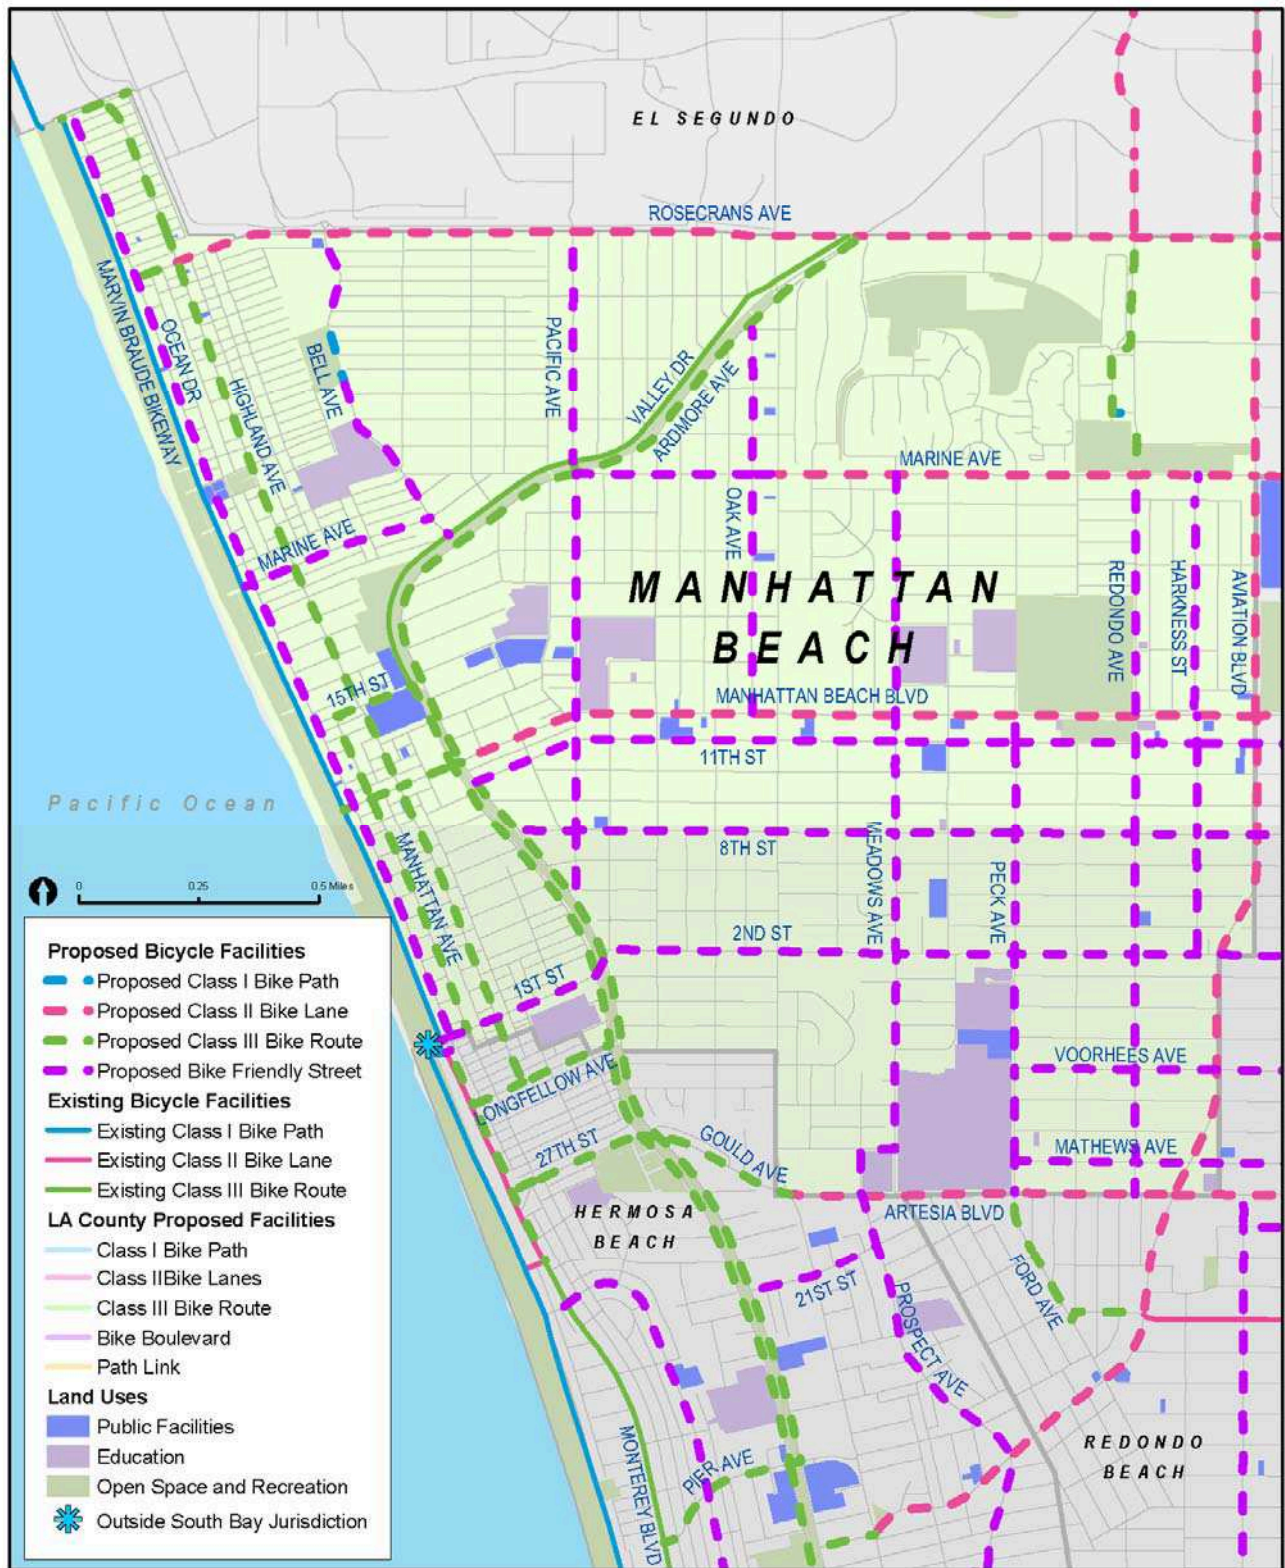 EL SEGUNDO
ROSECRANS AVE
MARVIN BRAUDE BIKEWAY
OCEAN DR
HIGHLAND AVE
BELL AVE
PACIFIC AVE
VALLEY DR
ARDMORE AVE
MARINE AVE
OAK AVE
MARINE AVE
MANHATTAN
BEACH
REDONDO AVE
HARKNESS ST
AVIATION BLVD
15TH ST
MANHATTAN BEACH BLVD
11TH ST
Pacific Ocean
MANHATTAN AVE
8TH ST
MEADOWS AVE
PECK AVE
0 0.25 0.5 Miles
2ND ST
1ST ST
VOORHEES AVE
LONGFELLOW AVE
27TH ST
GOULD AVE
MATHEWS AVE
HERMOSA
BEACH
ARTESIA BLVD
21ST ST
PROSPECT AVE
FORD AVE
MONTEREY BLVD
PIER AVE
REDONDO
BEACH
Proposed Bicycle Facilities
Proposed Class I Bike Path
Proposed Class II Bike Lane
Proposed Class III Bike Route
Proposed Bike Friendly Street
Existing Bicycle Facilities
Existing Class I Bike Path
Existing Class II Bike Lane
Existing Class III Bike Route
LA County Proposed Facilities
Class I Bike Path
Class IIBike Lanes
Class III Bike Route
Bike Boulevard
Path Link
Land Uses
Public Facilities
Education
Open Space and Recreation
Outside South Bay Jurisdiction